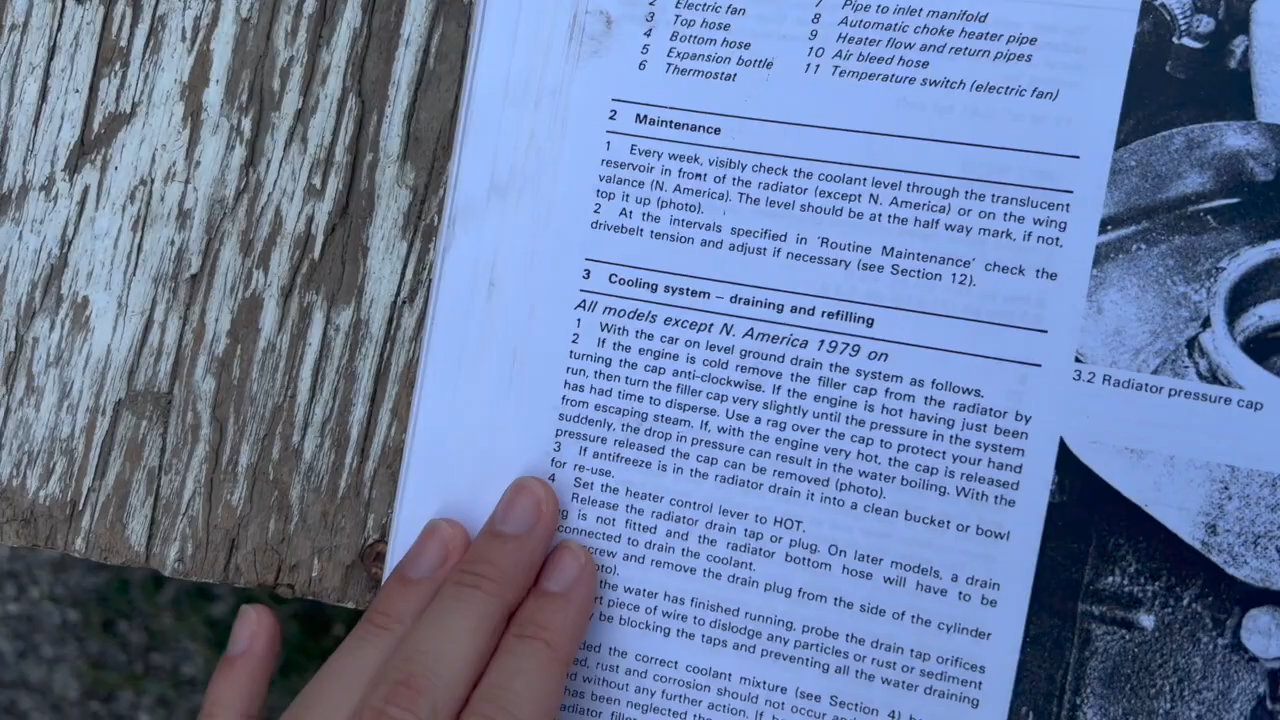 2 Electric fan
3 Top hose
4 Bottom hose
5 Expansion bottle
6 Thermostat
7 Pipe to inlet manifold
8 Automatic choke heater pipe
9 Heater flow and return pipes
10 Air bleed hose
11 Temperature switch (electric fan)
2 Maintenance
1 Every week, visibly check the coolant level through the translucent
reservoir in front of the radiator (except N. America) or on the wing
valance (N. America). The level should be at the half way mark, if not,
top it up (photo).
2 At the intervals specified in 'Routine Maintenance' check the
drivebelt tension and adjust if necessary (see Section 12).
3 Cooling system – draining and refilling
All models except N. America 1979 on
1 With the car on level ground drain the system as follows.
2 If the engine is cold remove the filler cap from the radiator by
turning the cap anti-clockwise. If the engine is hot having just been
run, then turn the filler cap very slightly until the pressure in the system
has had time to disperse. Use a rag over the cap to protect your hand
from escaping steam. If, with the engine very hot, the cap is released
suddenly, the drop in pressure can result in the water boiling. With the
pressure released the cap can be removed (photo).
3 If antifreeze is in the radiator drain it into a clean bucket or bowl
for re-use.
4 Set the heater control lever to HOT.
Release the radiator drain tap or plug. On later models, a drain
is not fitted and the radiator bottom hose will have to be
connected to drain the coolant.
crew and remove the drain plug from the side of the cylinder
the water has finished running, probe the drain tap orifices
piece of wire to dislodge any particles or rust or sediment
be blocking the taps and preventing all the water draining
the correct coolant mixture (see Section 4)
rust and corrosion should not occur
without any further action. If
has been neglected
3.2 Radiator pressure cap